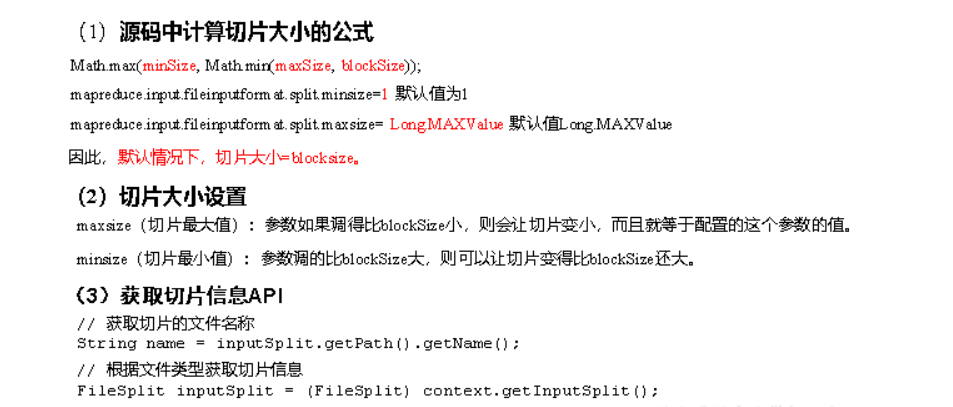 （1）源码中计算切片大小的公式
Math.max(minSize, Math.min(maxSize, blockSize));
mapreduce.input.fileinputformat.split.minsize=1 默认值为1
mapreduce.input.fileinputformat.split.maxsize= Long.MAXValue 默认值Long.MAXValue
因此，默认情况下，切片大小=blocksize。
（2）切片大小设置
maxsize（切片最大值）：参数如果调得比blockSize小，则会让切片变小，而且就等于配置的这个参数的值。
minsize（切片最小值）：参数调的比blockSize大，则可以让切片变得比blockSize还大。
（3）获取切片信息API
// 获取切片的文件名称
String name = inputSplit.getPath().getName();
// 根据文件类型获取切片信息
FileSplit inputSplit = (FileSplit) context.getInputSplit();